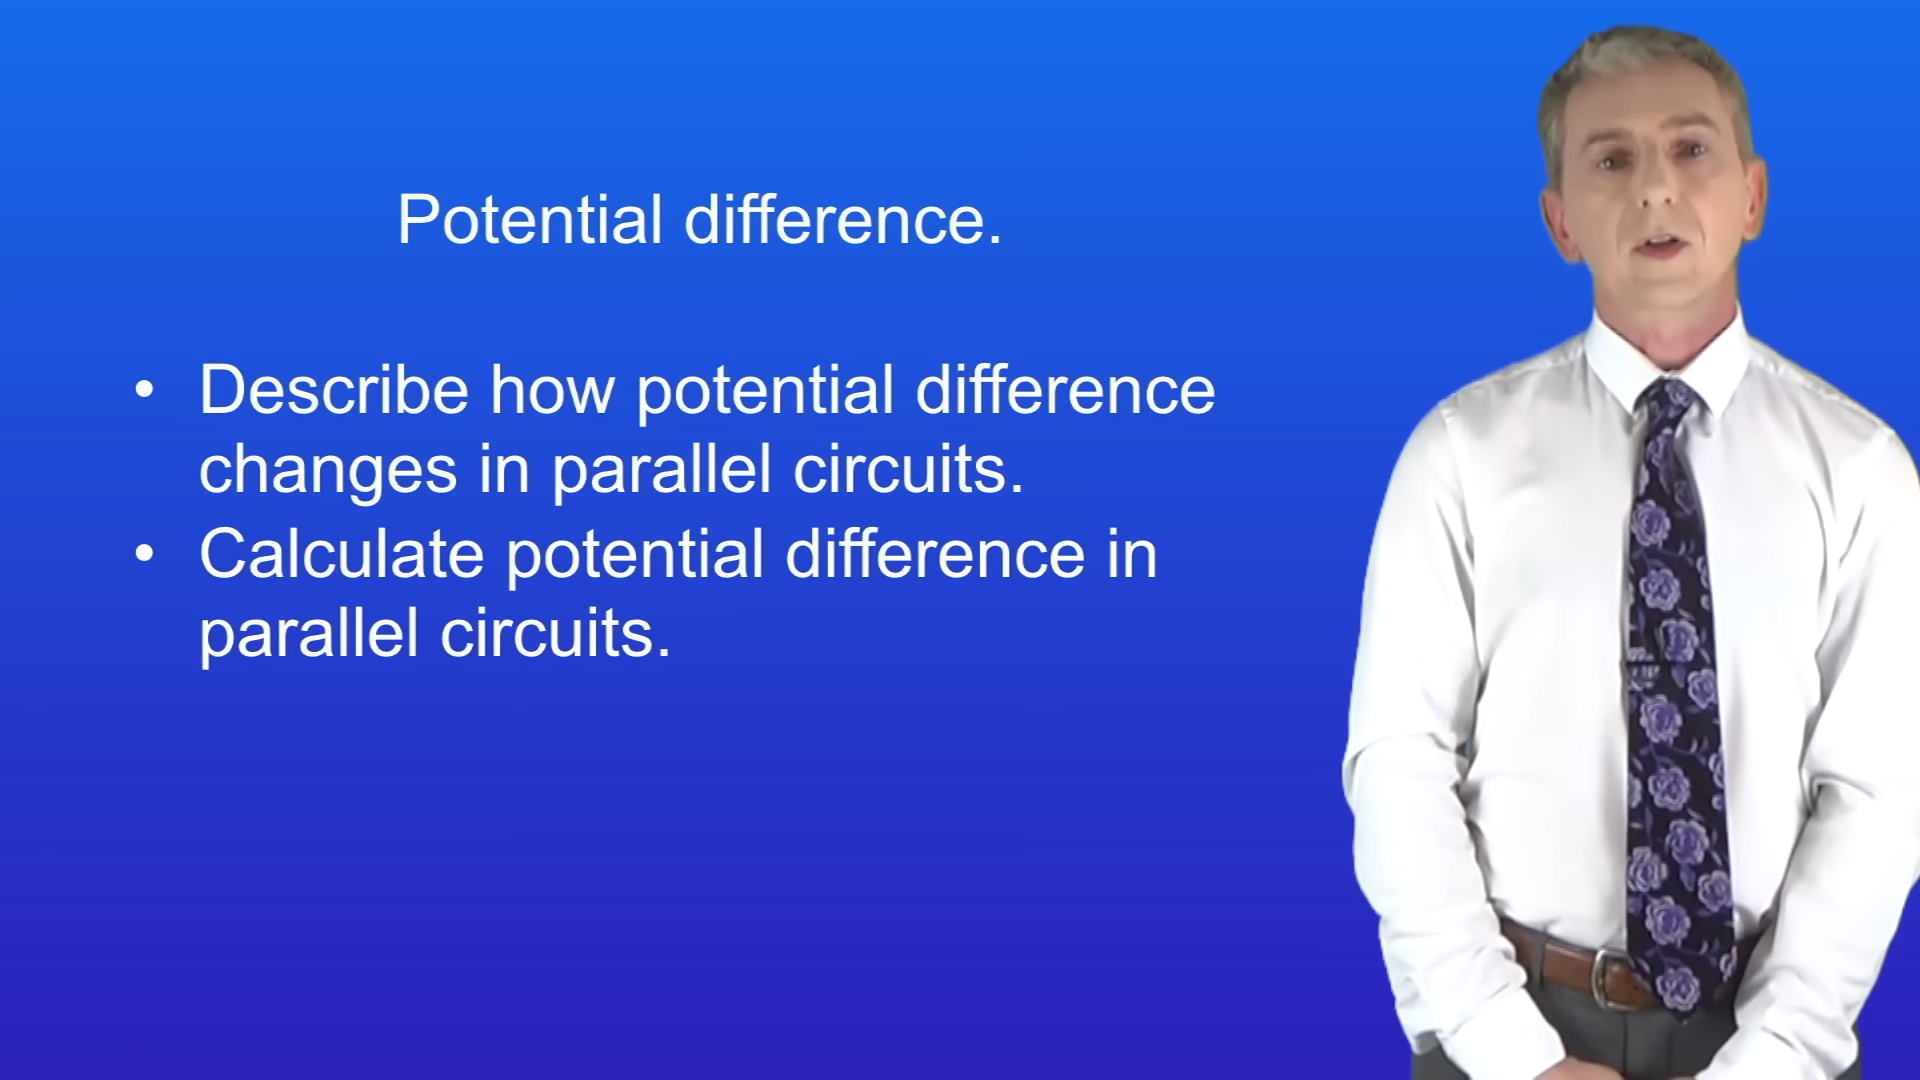 Potential difference.
• Describe how potential difference
changes in parallel circuits.
• Calculate potential difference in
parallel circuits.